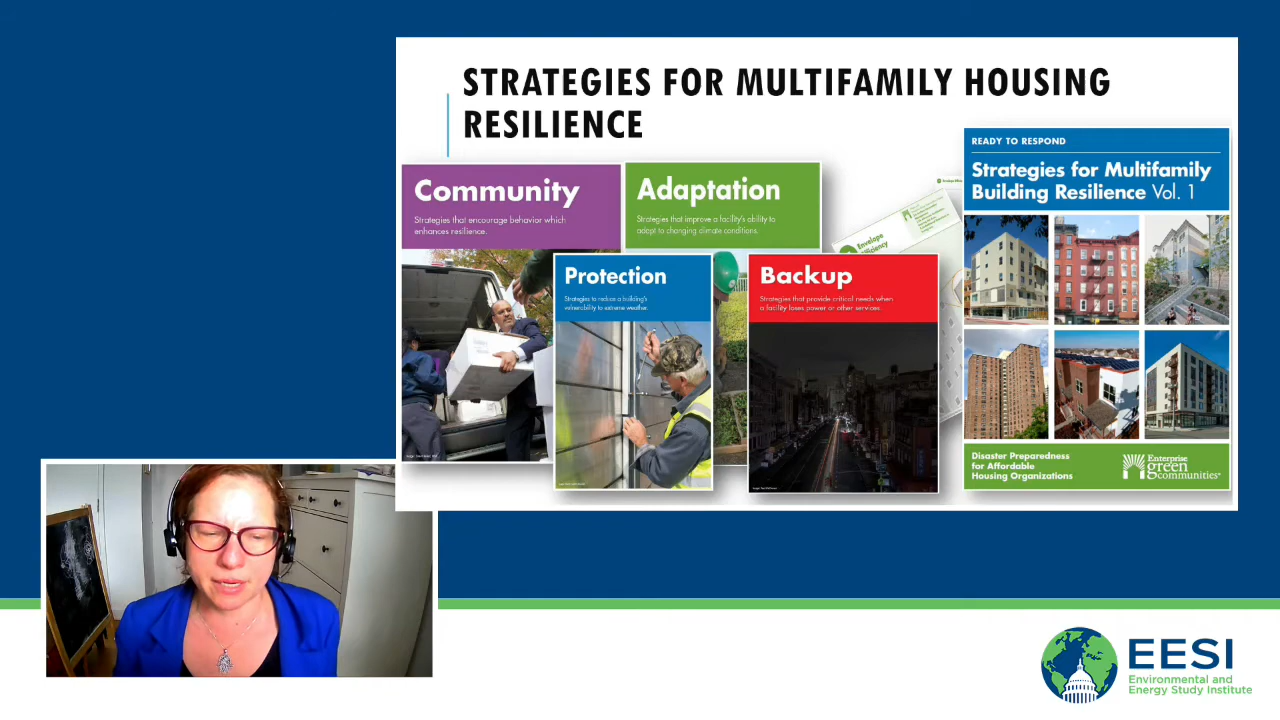 STRATEGIES FOR MULTIFAMILY HOUSING
RESILIENCE
Community
Strategies that encourage behavior which
enhances resilience.
Adaptation
Strategies that improve a facility's ability to
adapt to changing climate conditions.
Protection
Strategies to reduce a building's
vulnerability to extreme weather.
Backup
Strategies that provide critical needs when
a facility loses power or other services.
Envelope
Efficiency
READY TO RESPOND
Strategies for Multifamily
Building Resilience Vol. 1
Disaster Preparedness
for Affordable
Housing Organizations
Enterprise
green
communities
EESI
Environmental and
Energy Study Institute